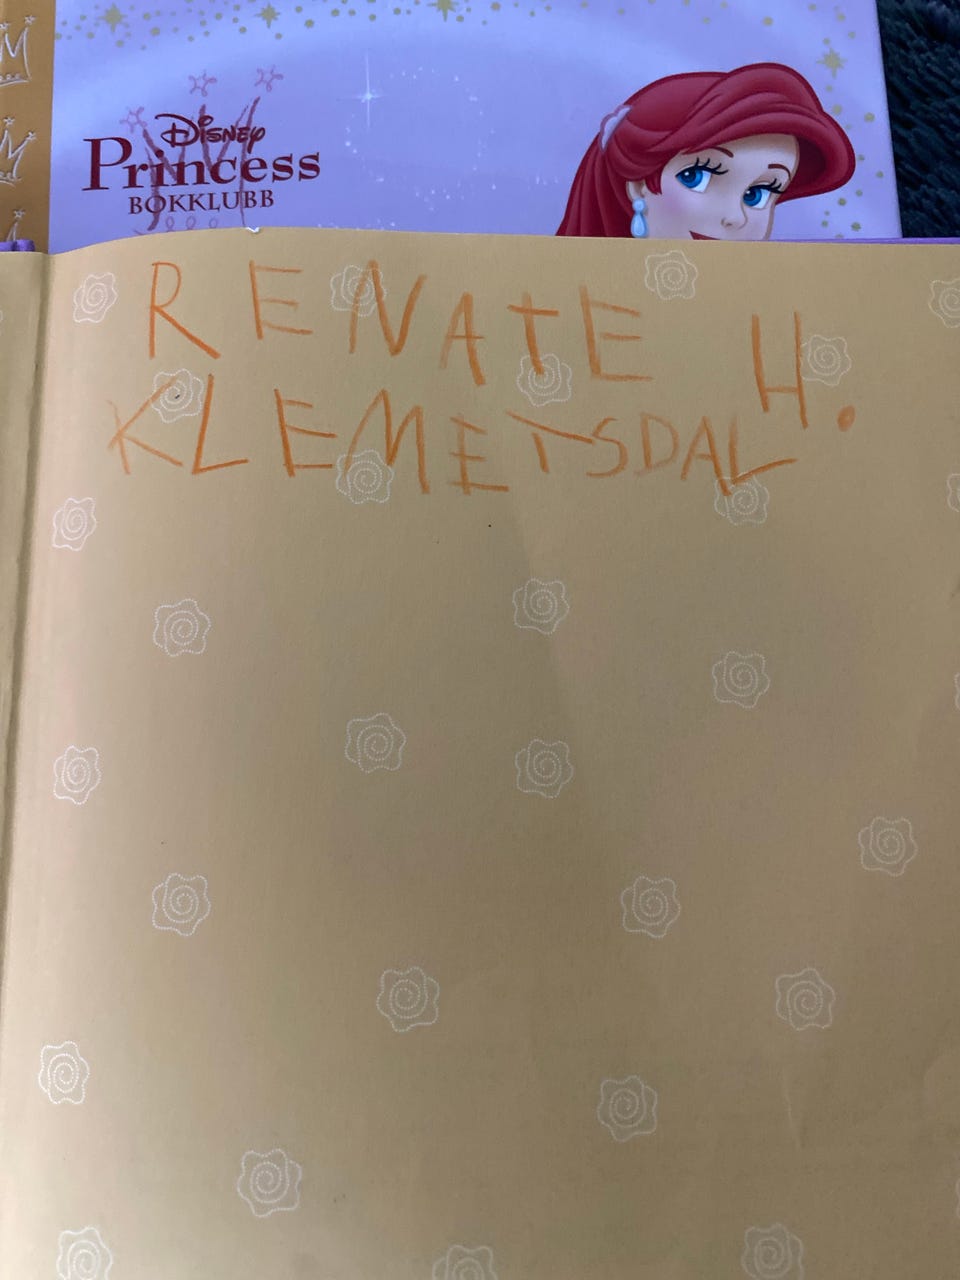 Disney
Princess
BOKKLUBB
RENATE H.
KLEMETSDAL